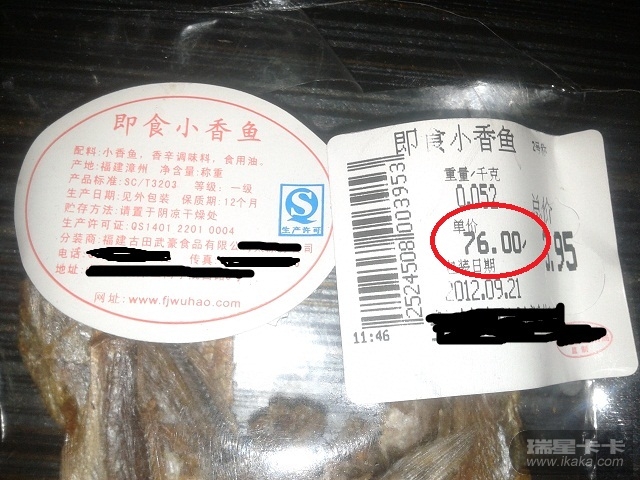 即食小香鱼
配料:小香鱼、香辛调味料、食用油。
产地:福建漳州 净含量:称重
产品标准:SC/T3203 等级:一级
生产日期:见外包装 保质期:12个月
贮存方法:请置于阴凉干燥处
生产许可证:QS1401 2201 0004
分装商:福建古田武豪食品有限公司
电话:
传真
地址:
网址:www.fjwuhao.com
QS
生产许可
即食小香鱼
重量/千克
0.052
单价
76.00
总价
3.95
包装日期
2012.09.21
2524508003953
11:46
瑞星卡卡
www.ikaka.com